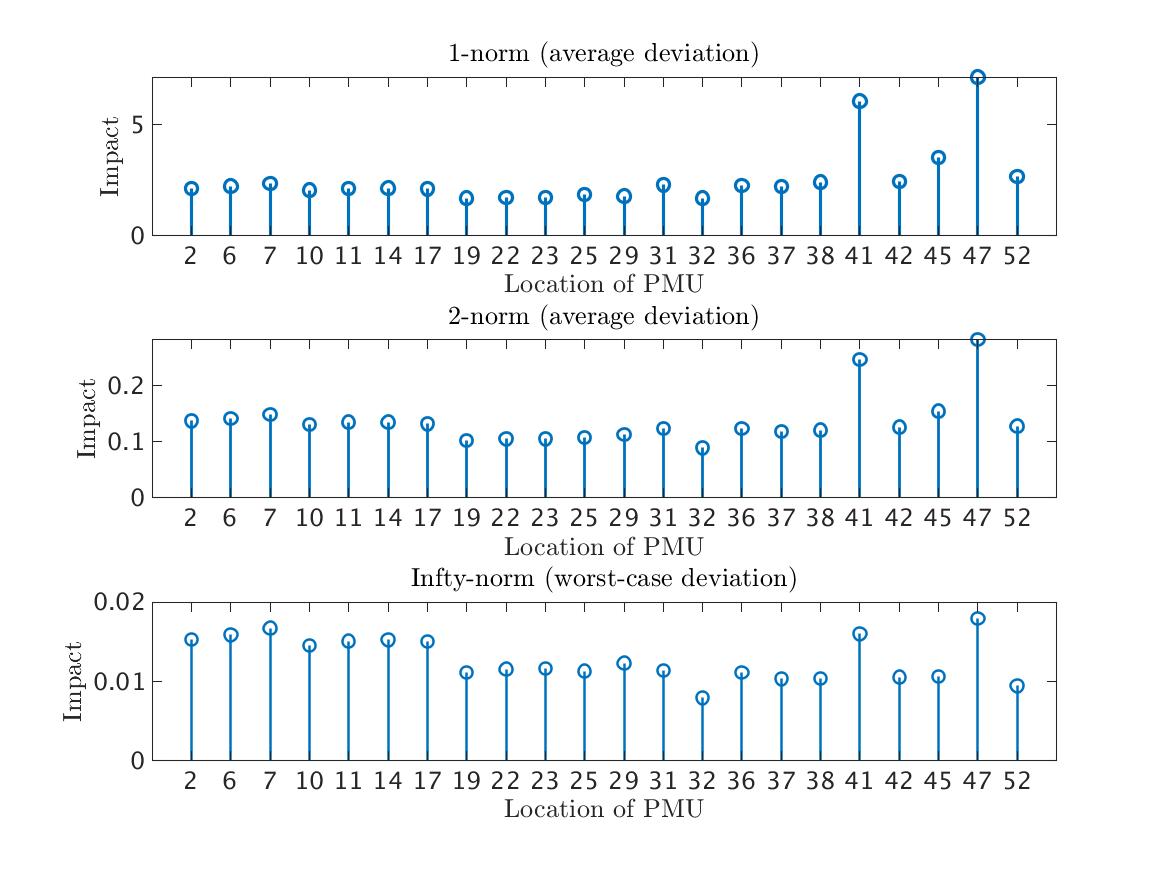 1-norm (average deviation)
5
0
Impact
2 6 7 10 11 14 17 19 22 23 25 29 31 32 36 37 38 41 42 45 47 52
Location of PMU
2-norm (average deviation)
0.2
0.1
0
Impact
2 6 7 10 11 14 17 19 22 23 25 29 31 32 36 37 38 41 42 45 47 52
Location of PMU
Infty-norm (worst-case deviation)
0.02
0.01
0
Impact
2 6 7 10 11 14 17 19 22 23 25 29 31 32 36 37 38 41 42 45 47 52
Location of PMU